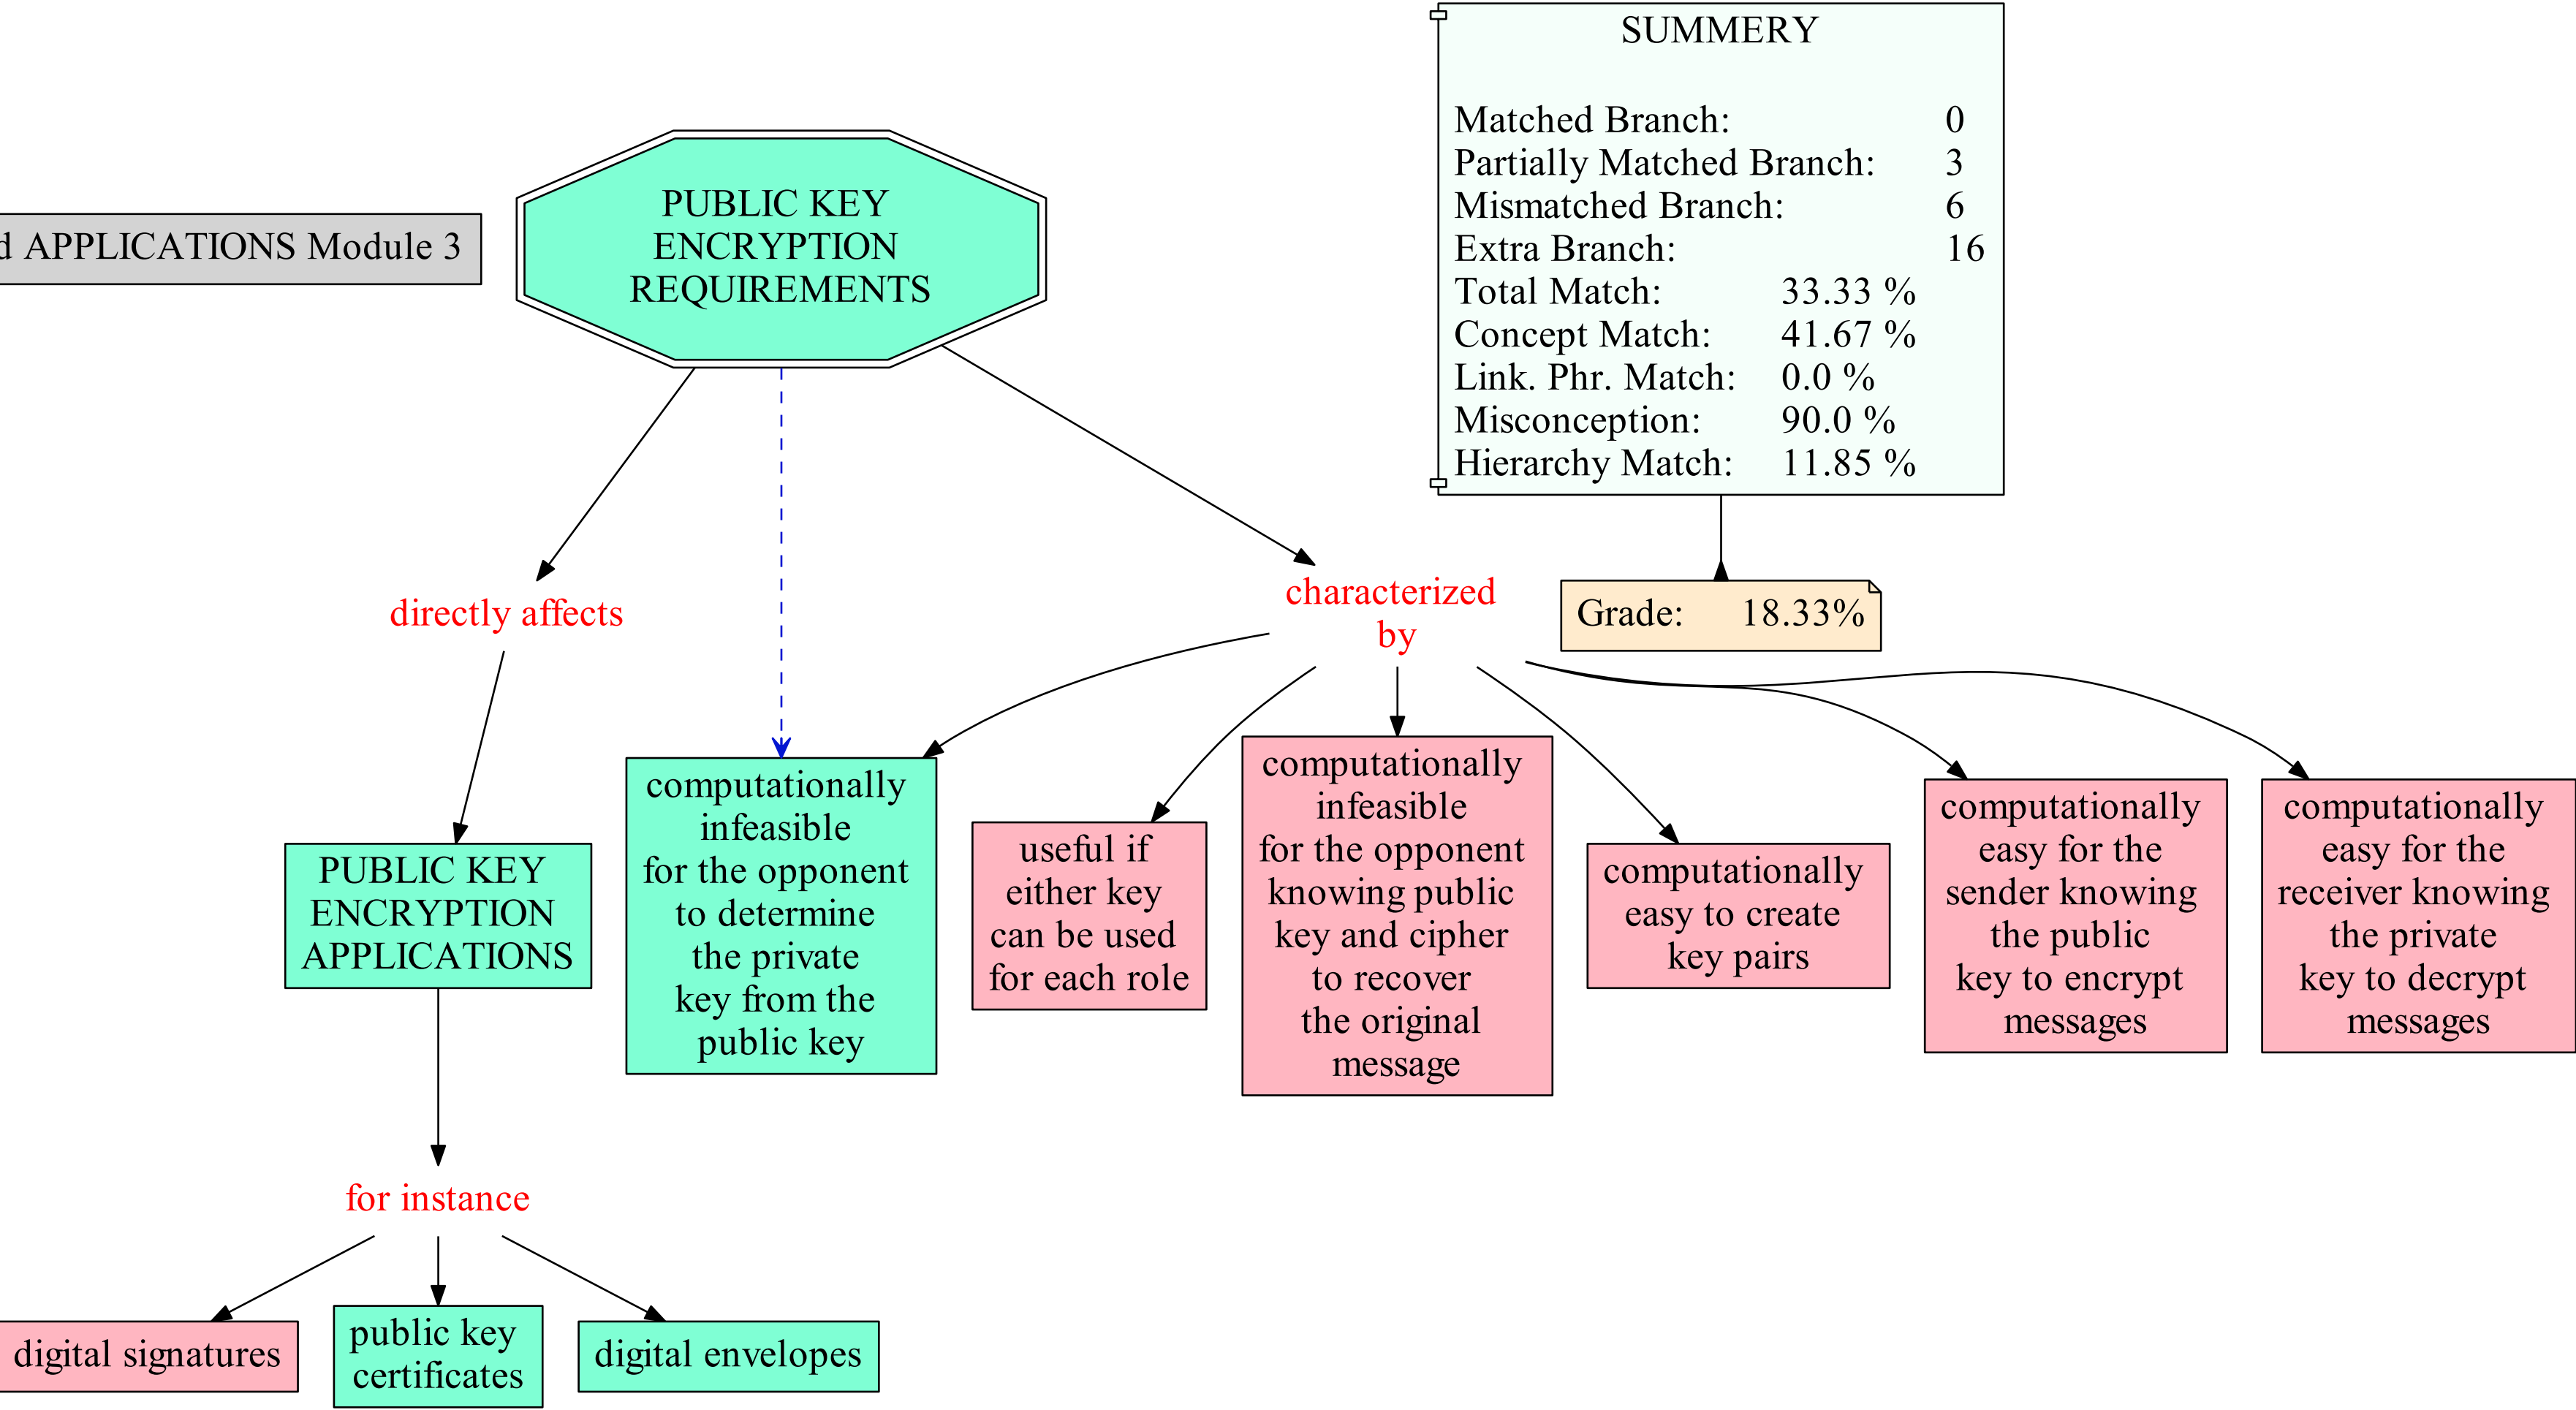 SUMMERY
Matched Branch: 0
Partially Matched Branch: 3
Mismatched Branch: 6
Extra Branch: 16
Total Match: 33.33 %
Concept Match: 41.67 %
Link. Phr. Match: 0.0 %
Misconception: 90.0 %
Hierarchy Match: 11.85 %
PUBLIC KEY
ENCRYPTION
REQUIREMENTS
d APPLICATIONS Module 3
directly affects
characterized
by
Grade: 18.33%
PUBLIC KEY
ENCRYPTION
APPLICATIONS
computationally
infeasible
for the opponent
to determine
the private
key from the
public key
useful if
either key
can be used
for each role
computationally
infeasible
for the opponent
knowing public
key and cipher
to recover
the original
message
computationally
easy to create
key pairs
computationally
easy for the
sender knowing
the public
key to encrypt
messages
computationally
easy for the
receiver knowing
the private
key to decrypt
messages
for instance
digital signatures
public key
certificates
digital envelopes